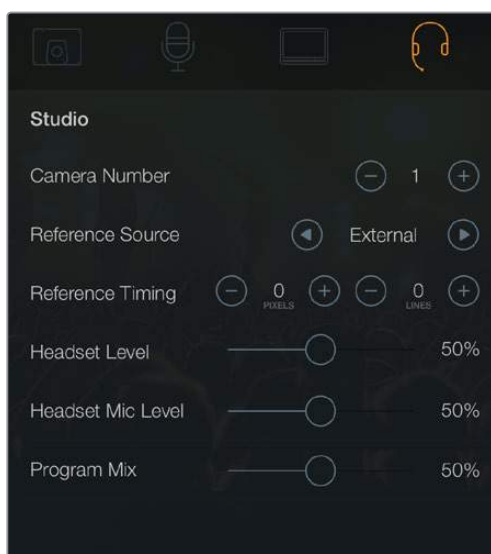 Studio
Camera Number 1
Reference Source External
Reference Timing 0 PIXELS 0 LINES
Headset Level 50%
Headset Mic Level 50%
Program Mix 50%